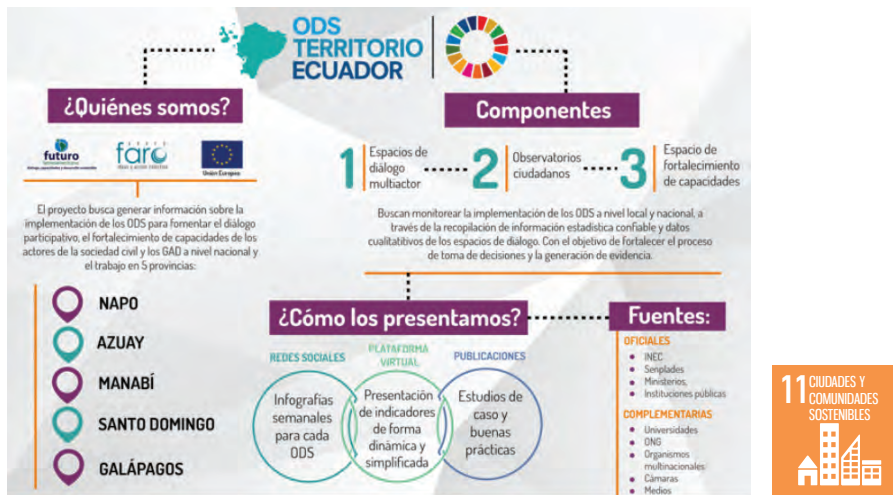 ODS
TERRITORIO
ECUADOR
¿Quiénes somos?
futuro
faro
Unión Europea
El proyecto busca generar información sobre la
implementación de los ODS para fomentar el diálogo
participativo, el fortalecimiento de capacidades de los
actores de la sociedad civil y los GAD a nivel nacional y
el trabajo en 5 provincias:
NAPO
AZUAY
MANABÍ
SANTO DOMINGO
GALÁPAGOS
Componentes
1 Espacios de
diálogo
multiactor
2 Observatorios
ciudadanos
3 Espacio de
fortalecimiento
de capacidades
Buscan monitorear la implementación de los ODS a nivel local y nacional, a
través de la recopilación de información estadística confiable y datos
cualitatitivos de los espacios de diálogo. Con el objetivo de fortalecer el proceso
de toma de decisiones y la generación de evidencia.
¿Cómo los presentamos?
REDES SOCIALES
Infografías
semanales
para cada
ODS
PLATAFORMA
VIRTUAL
Presentación
de indicadores
de forma
dinámica y
simplificada
PUBLICACIONES
Estudios de
caso y
buenas
prácticas
Fuentes:
OFICIALES
INEC
Senplades
Ministerios,
Instituciones públicas
COMPLEMENTARIAS
Universidades
ONG
Organismos
multinacionales
Cámaras
Medios
11 CIUDADES Y
COMUNIDADES
SOSTENIBLES